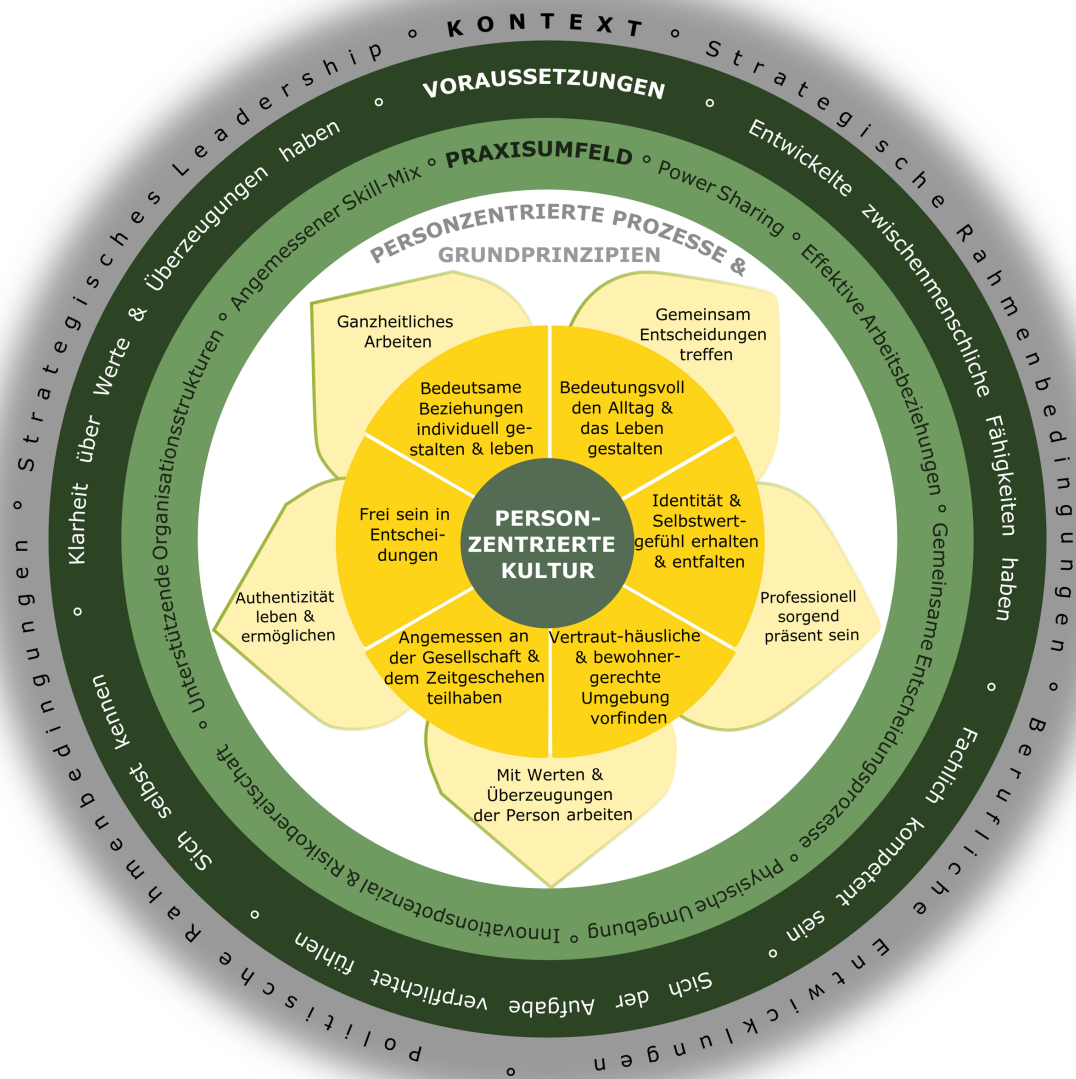 KONTEXT ° Strategische Rahmenbedingungen ° Berufliche Entwicklungen ° Politische Rahmenbedingungen ° Strategisches Leadership °
VORAUSSETZUNGEN ° Entwickelte zwischenmenschliche Fähigkeiten haben ° Fachlich kompetent sein ° Sich der Aufgabe verpflichtet fühlen ° Sich selbst kennen ° Klarheit über Werte & Überzeugungen haben °
PRAXISUMFELD ° Power Sharing ° Effektive Arbeitsbeziehungen ° Gemeinsame Entscheidungsprozesse ° Physische Umgebung ° Innovationspotenzial & Risikobereitschaft ° Unterstützende Organisationsstrukturen ° Angemessener Skill-Mix °
PERSONZENTRIERTE PROZESSE &
GRUNDPRINZIPIEN
Ganzheitliches
Arbeiten
Gemeinsam
Entscheidungen
treffen
Professionell
sorgend
präsent sein
Mit Werten &
Überzeugungen
der Person arbeiten
Authentizität
leben &
ermöglichen
Bedeutsame
Beziehungen
individuell ge-
stalten & leben
Bedeutungsvoll
den Alltag &
das Leben
gestalten
Identität &
Selbstwert-
gefühl erhalten
& entfalten
Vertraut-häusliche
& bewohner-
gerechte
Umgebung
vorfinden
Angemessen an
der Gesellschaft &
dem Zeitgeschehen
teilhaben
Frei sein in
Entschei-
dungen
PERSON-
ZENTRIERTE
KULTUR